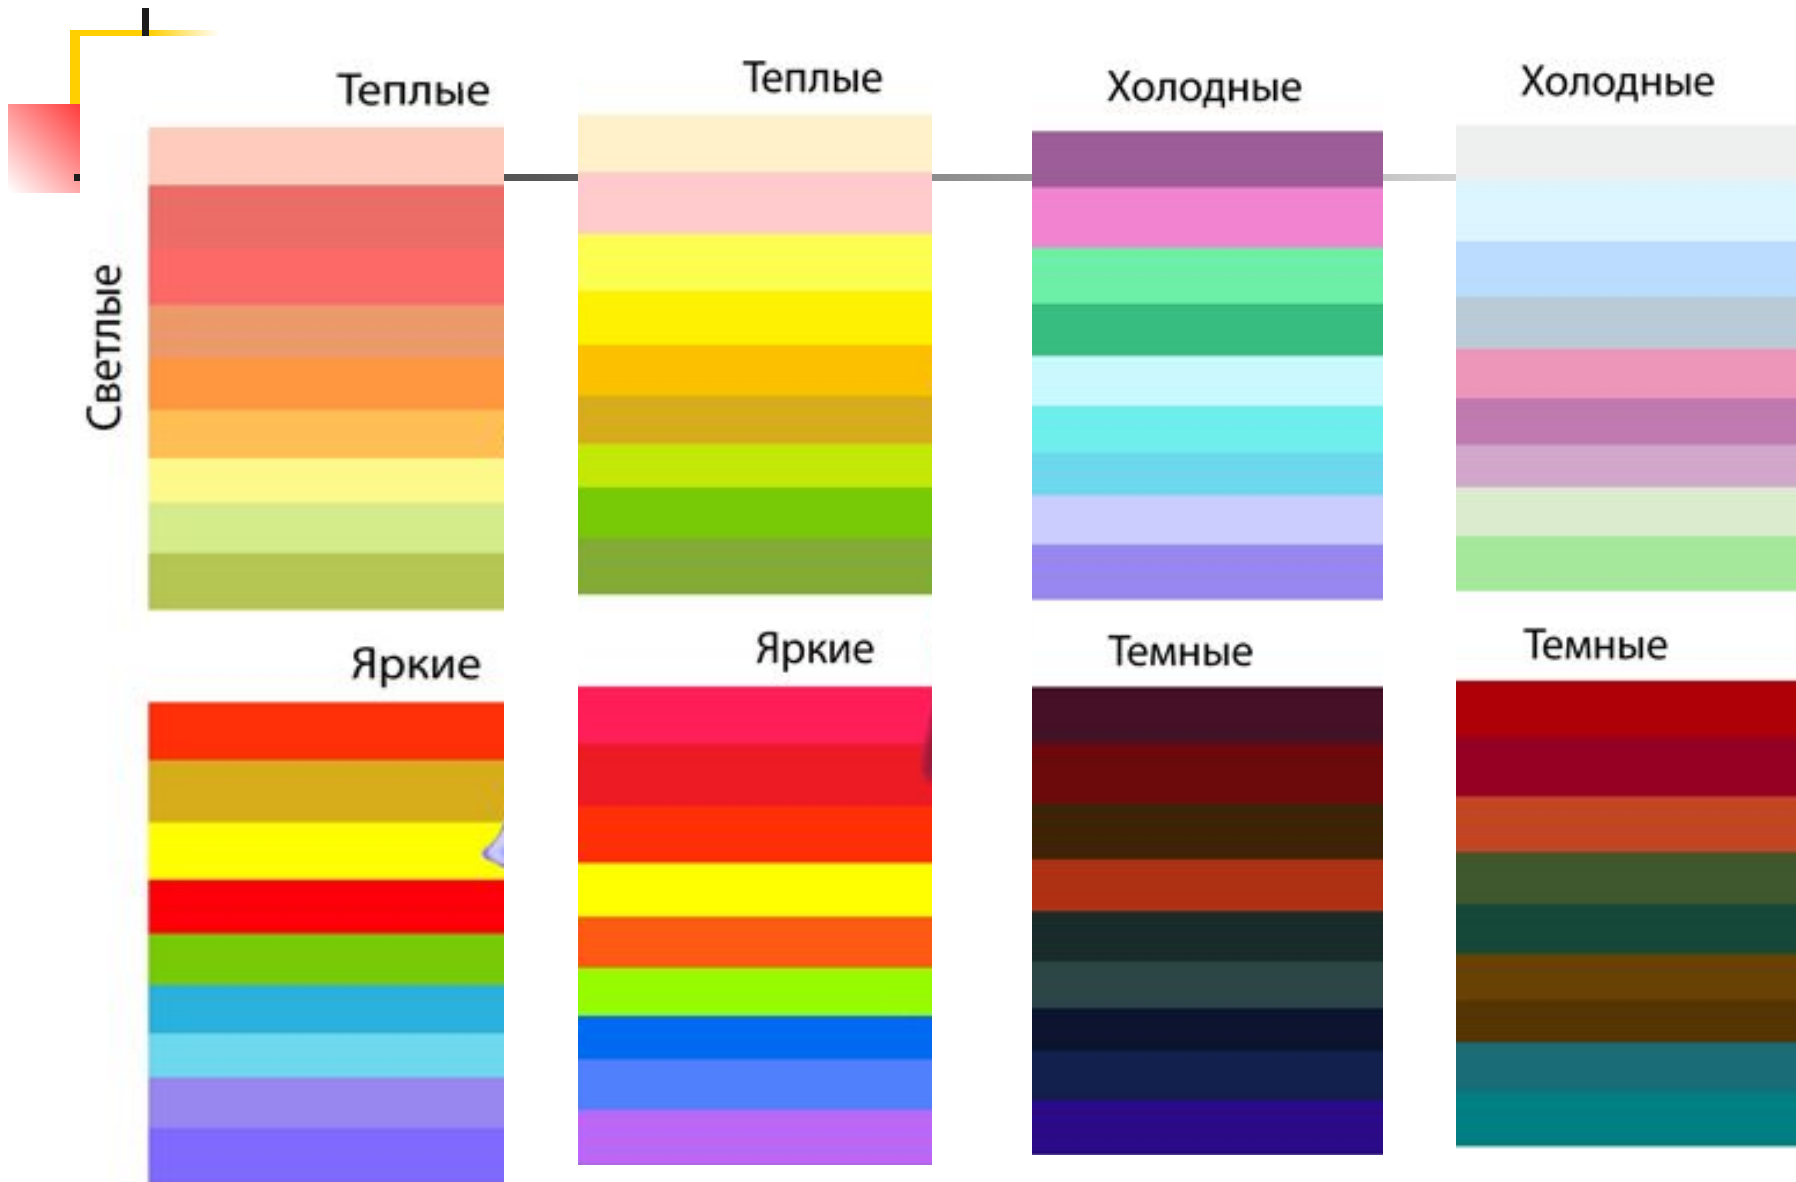 Теплые
Теплые
Холодные
Холодные
Светлые
Яркие
Яркие
Темные
Темные